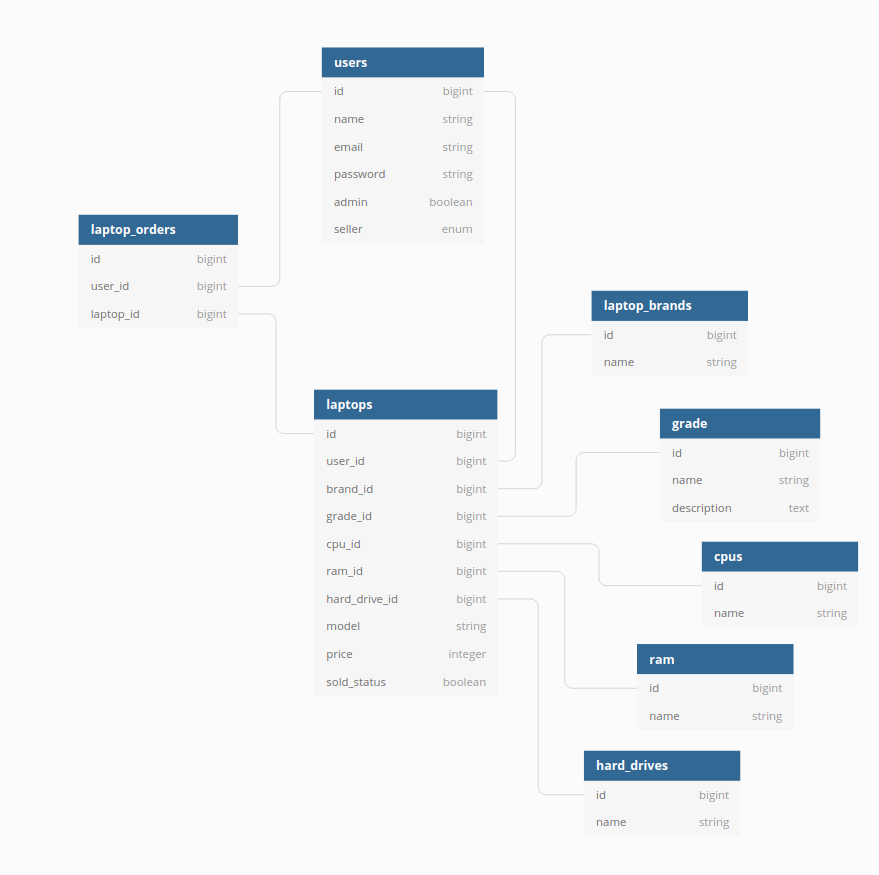 users
id bigint
name string
email string
password string
admin boolean
seller enum
laptop_orders
id bigint
user_id bigint
laptop_id bigint
laptop_brands
id bigint
name string
laptops
id bigint
user_id bigint
brand_id bigint
grade_id bigint
cpu_id bigint
ram_id bigint
hard_drive_id bigint
model string
price integer
sold_status boolean
grade
id bigint
name string
description text
cpus
id bigint
name string
ram
id bigint
name string
hard_drives
id bigint
name string